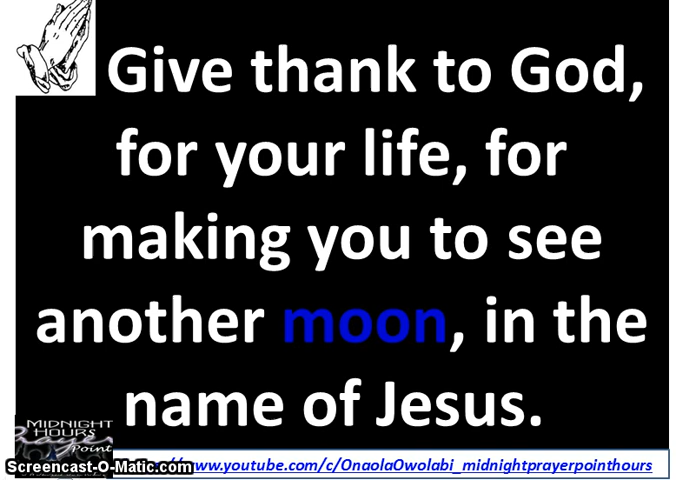 Give thank to God,
for your life, for
making you to see
another moon, in the
name of Jesus.
MIDNIGHT
HOURS
Prayer
Point
Screencast-O-Matic.com
www.youtube.com/c/OnaolaOwolabi_midnightprayerpointhours